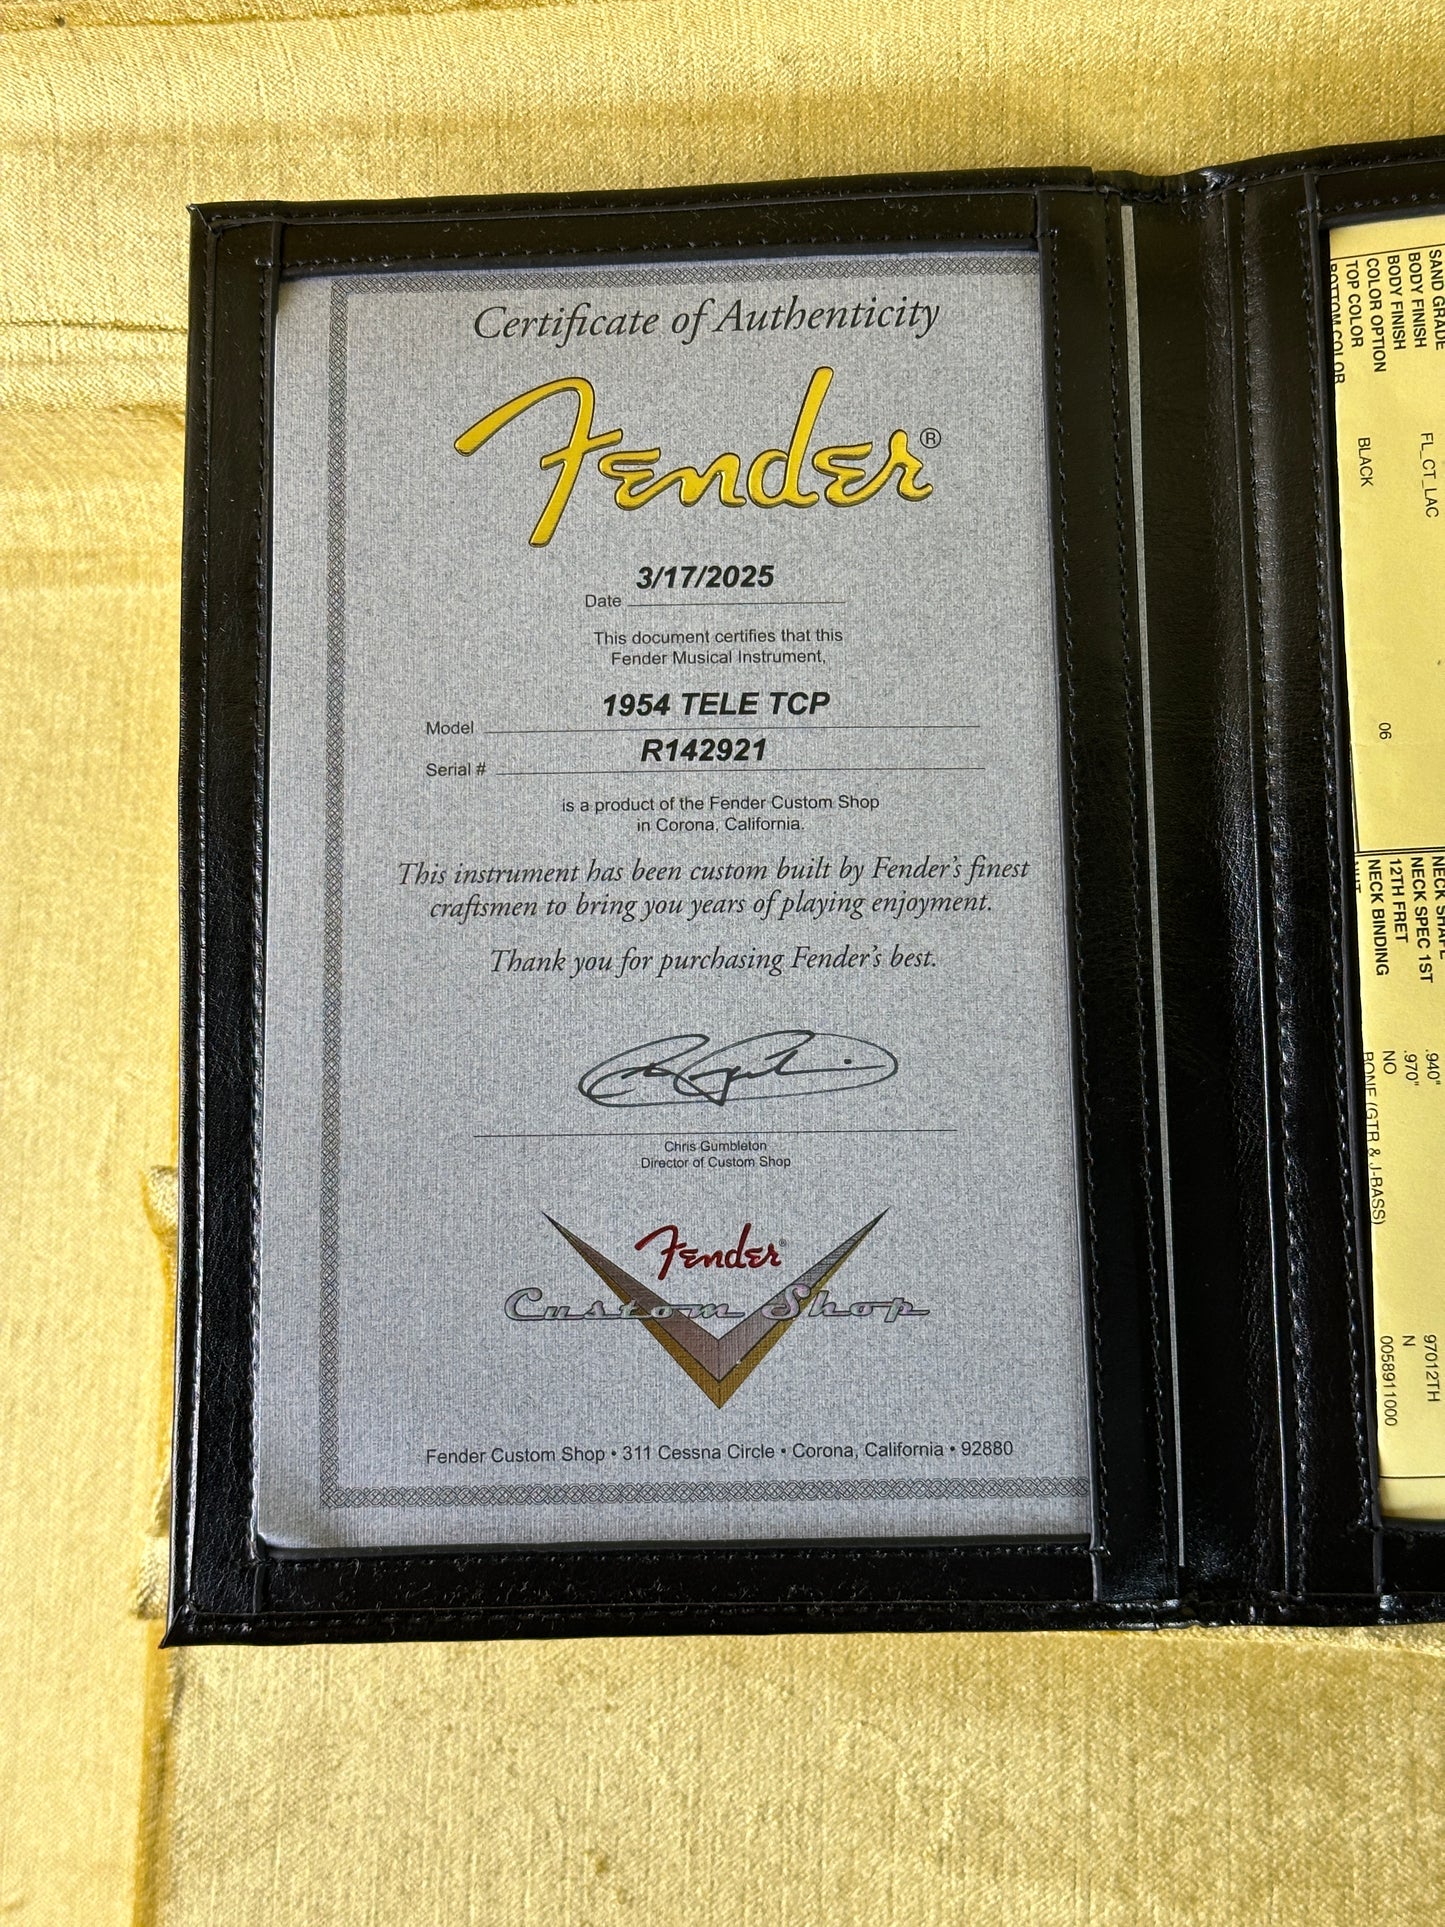 Certificate of Authenticity
Fender®
3/17/2025
Date
This document certifies that this
Fender Musical Instrument,
1954 TELE TCP
Model
R142921
Serial #
is a product of the Fender Custom Shop
in Corona, California.
This instrument has been custom built by Fender's finest
craftsmen to bring you years of playing enjoyment.
Thank you for purchasing Fender's best.
Chris Gumbleton
Director of Custom Shop
Fender®
Custom Shop
Fender Custom Shop • 311 Cessna Circle • Corona, California • 92880
SAND GRADE
BODY FINISH FL_CT_LAC
BODY FINISH
COLOR OPTION
TOP COLOR BLACK 06
BOTTOM COLOR
NECK SHAPE
NECK SPEC 1ST .940"
12TH FRET .970" 97012TH
NECK BINDING NO N
BONE (GTR & J-BASS) 0058911000